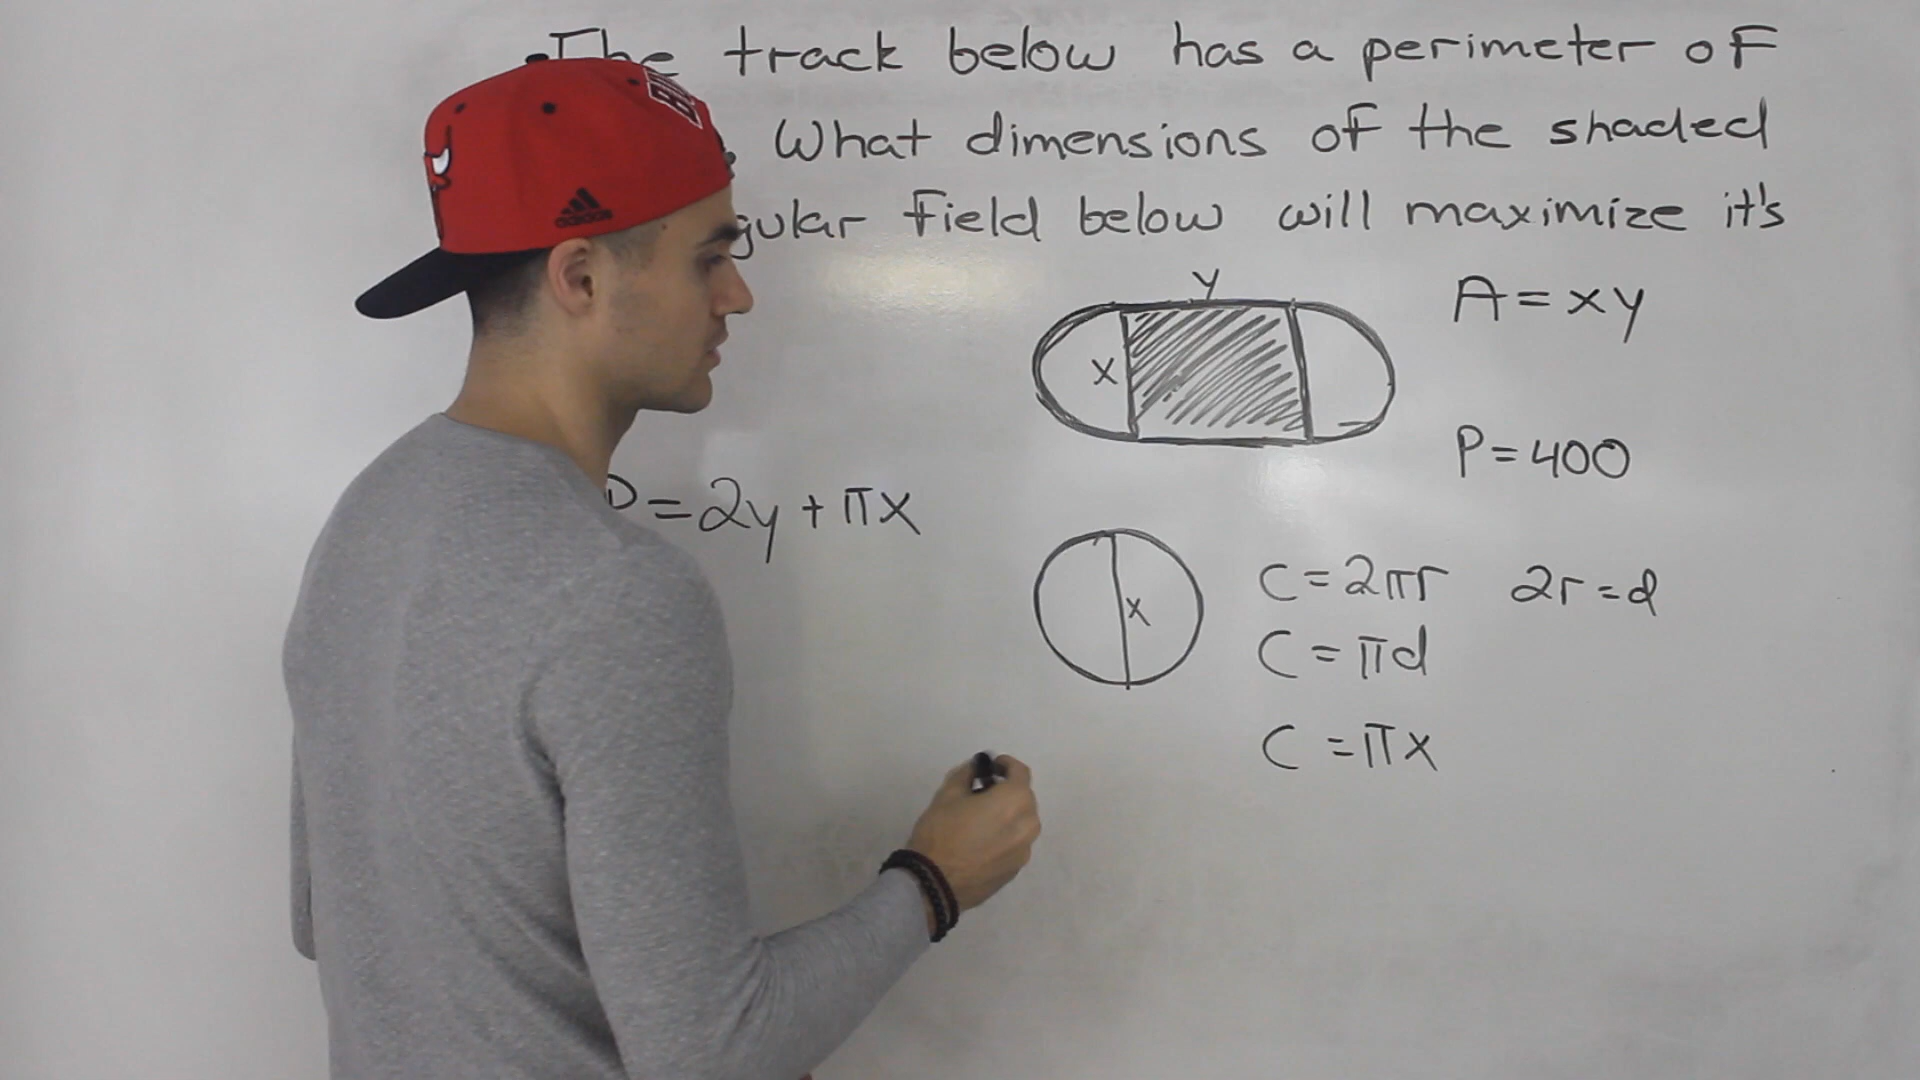 The track below has a perimeter of
What dimensions of the shaded
gular field below will maximize it's
y
A = xy
x
P = 400
P = 2y + πx
x
C = 2πr 2r = d
C = πd
C = πx
adidas